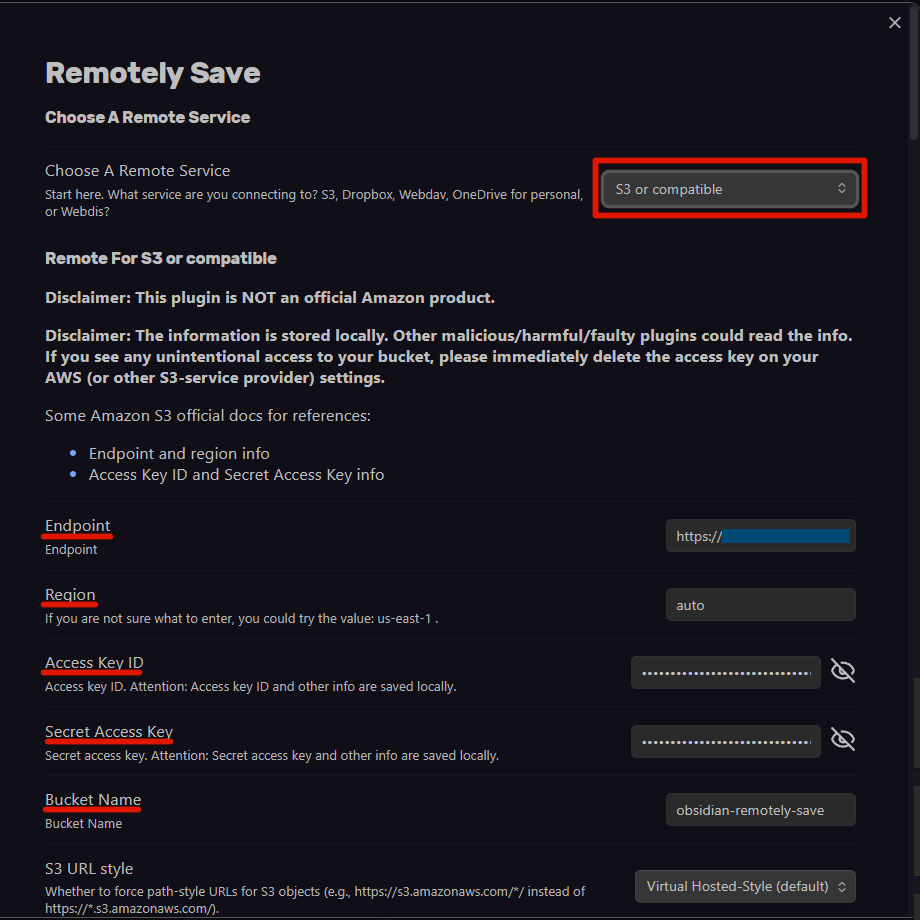 Remotely Save
Choose A Remote Service
Choose A Remote Service
Start here. What service are you connecting to? S3, Dropbox, Webdav, OneDrive for personal,
or Webdis?
S3 or compatible
Remote For S3 or compatible
Disclaimer: This plugin is NOT an official Amazon product.
Disclaimer: The information is stored locally. Other malicious/harmful/faulty plugins could read the info.
If you see any unintentional access to your bucket, please immediately delete the access key on your
AWS (or other S3-service provider) settings.
Some Amazon S3 official docs for references:
Endpoint and region info
Access Key ID and Secret Access Key info
Endpoint
Endpoint
https://
Region
If you are not sure what to enter, you could try the value: us-east-1 .
auto
Access Key ID
Access key ID. Attention: Access key ID and other info are saved locally.
Secret Access Key
Secret access key. Attention: Secret access key and other info are saved locally.
Bucket Name
Bucket Name
obsidian-remotely-save
S3 URL style
Whether to force path-style URLs for S3 objects (e.g., https://s3.amazonaws.com/*/ instead of
https://*.s3.amazonaws.com/).
Virtual Hosted-Style (default)